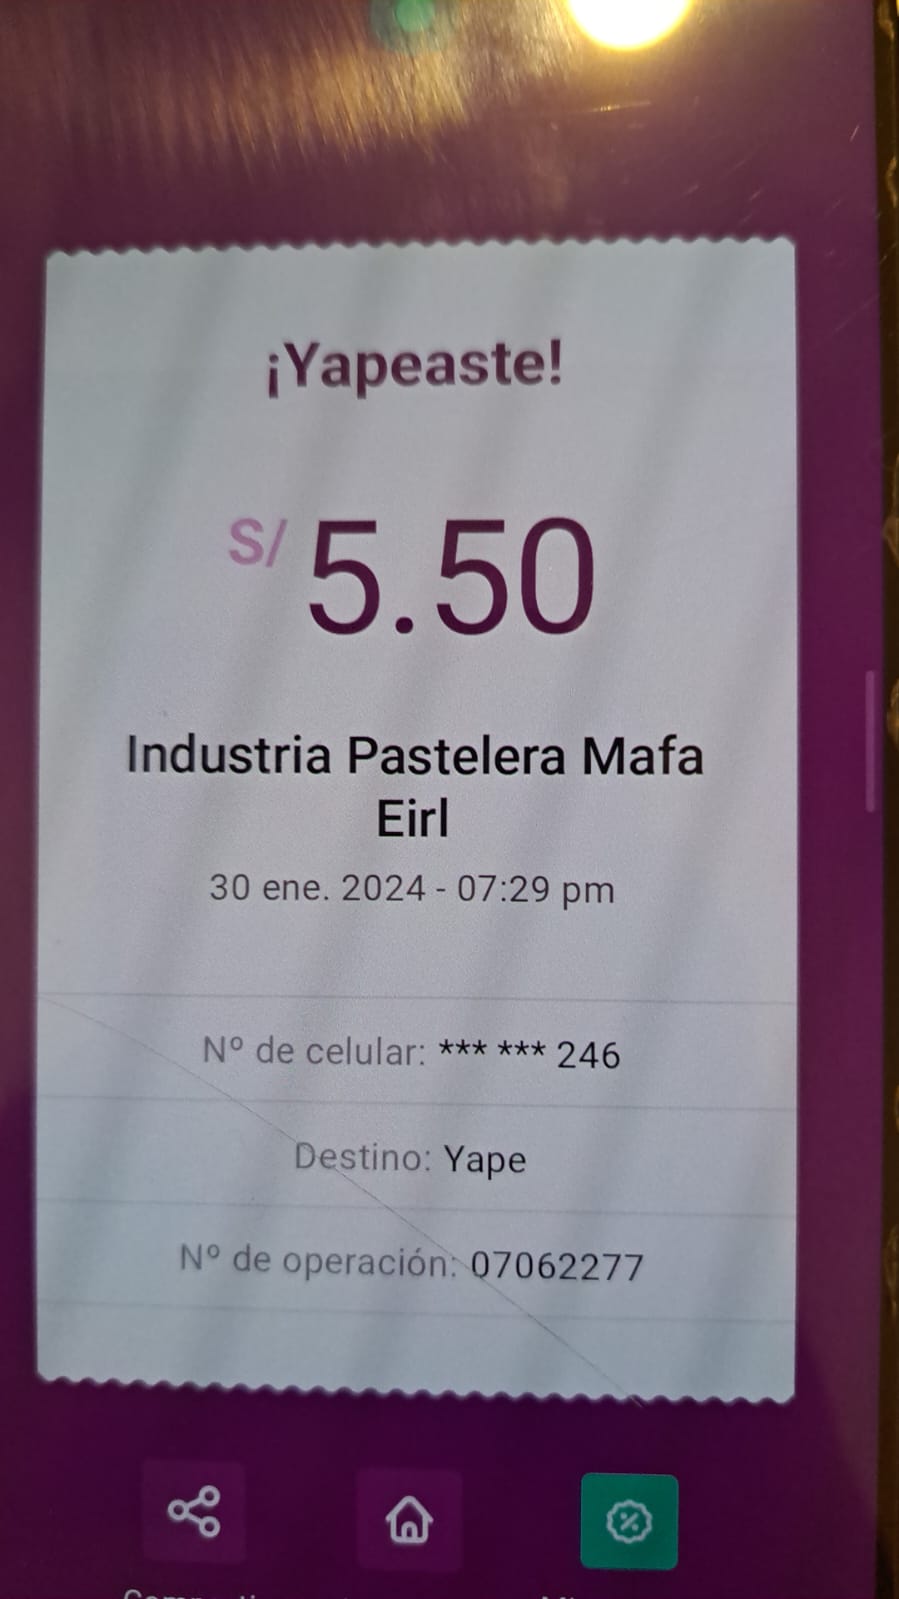 ¡Yapeaste!
S/ 5.50
Industria Pastelera Mafa
Eirl
30 ene. 2024 - 07:29 pm
Nº de celular: *** *** 246
Destino: Yape
Nº de operación: 07062277